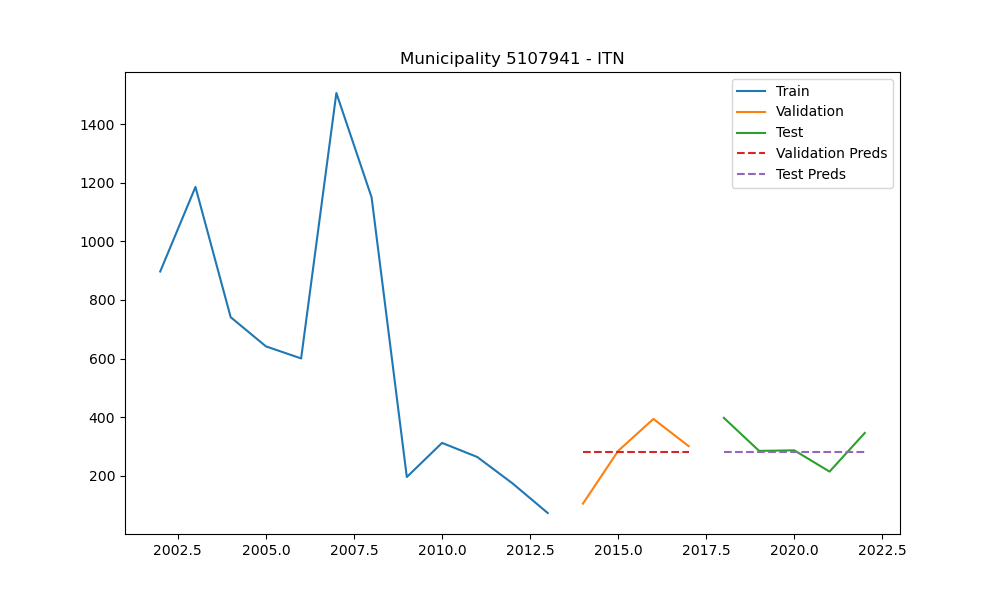 Municipality 5107941 - ITN
Train
Validation
Test
Validation Preds
Test Preds
1400
1200
1000
800
600
400
200
2002.5 2005.0 2007.5 2010.0 2012.5 2015.0 2017.5 2020.0 2022.5